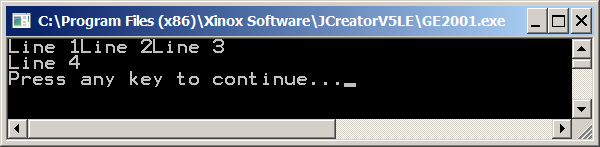 C:\Program Files (x86)\Xinox Software\JCreatorV5LE\GE2001.exe
Line 1Line 2Line 3
Line 4
Press any key to continue..._